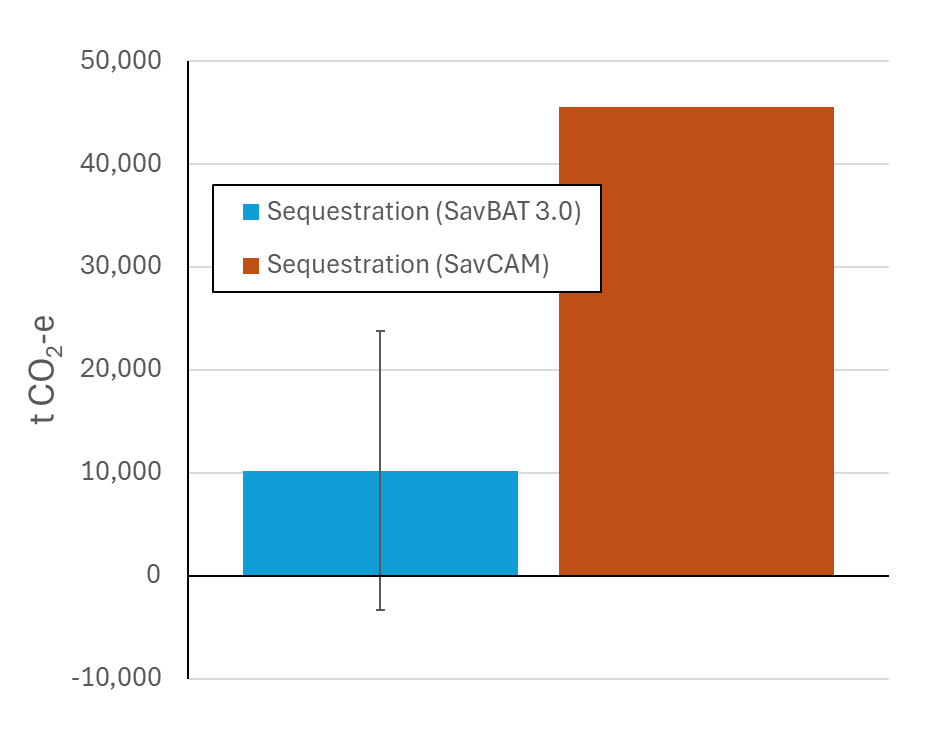 50,000
40,000
30,000
20,000
10,000
0
-10,000
t CO₂-e
Sequestration (SavBAT 3.0)
Sequestration (SavCAM)